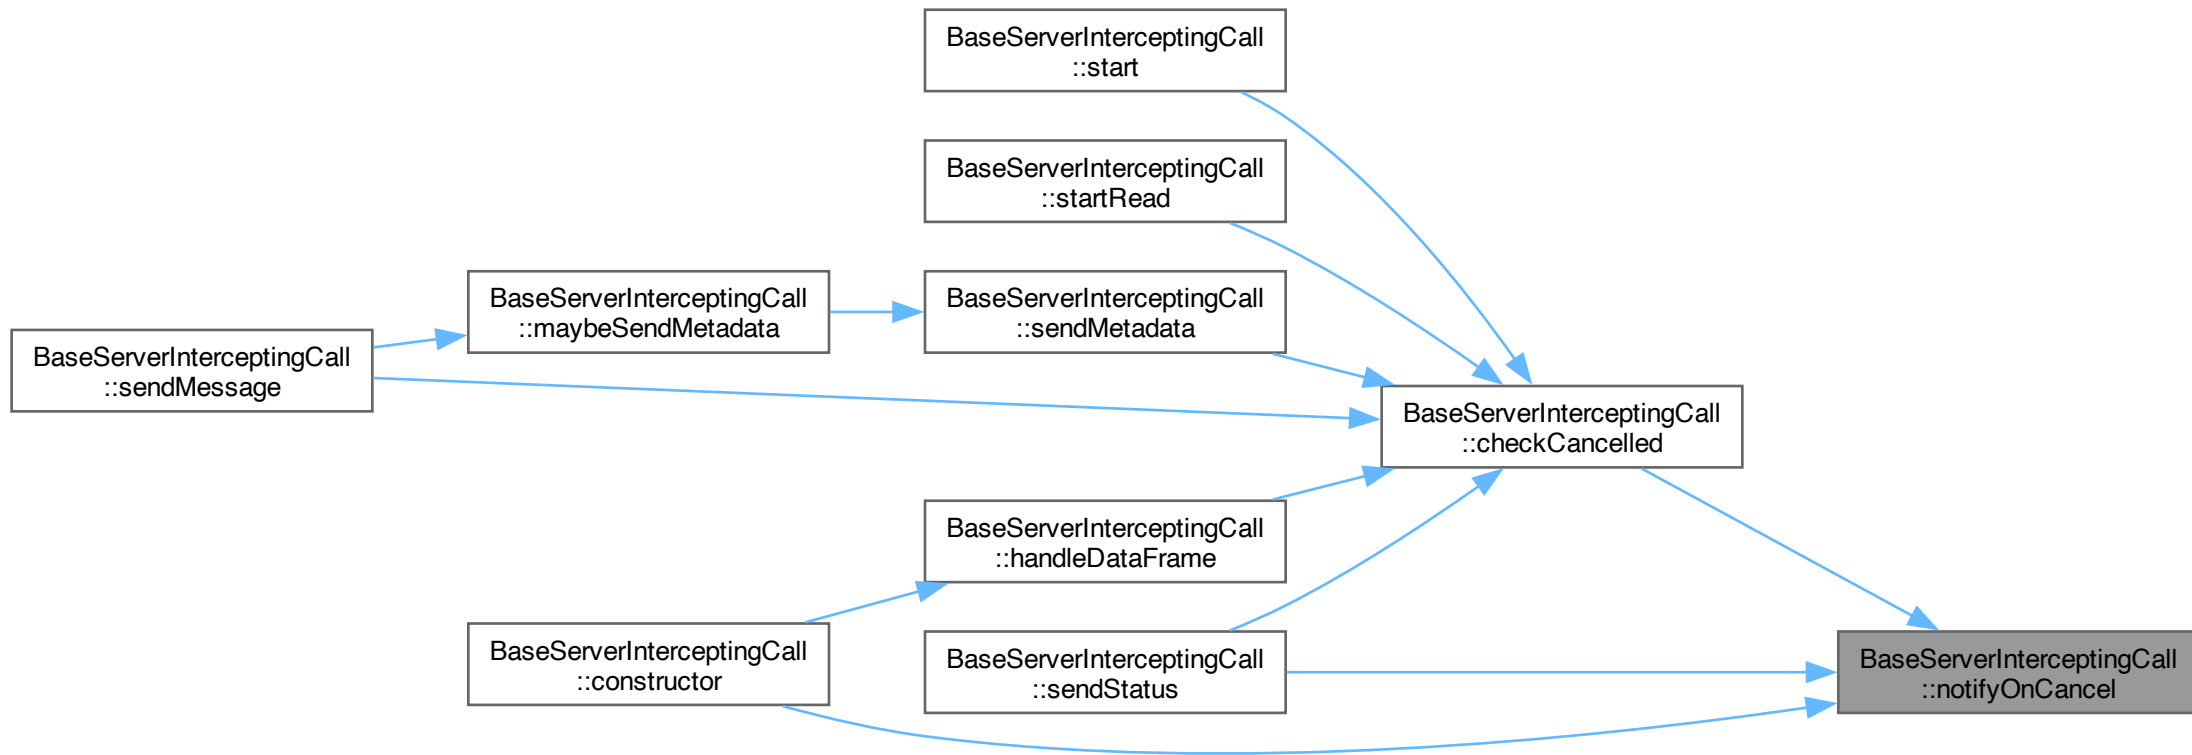 BaseServerInterceptingCall
::start
BaseServerInterceptingCall
::startRead
BaseServerInterceptingCall
::maybeSendMetadata
BaseServerInterceptingCall
::sendMetadata
BaseServerInterceptingCall
::sendMessage
BaseServerInterceptingCall
::checkCancelled
BaseServerInterceptingCall
::handleDataFrame
BaseServerInterceptingCall
::constructor
BaseServerInterceptingCall
::sendStatus
BaseServerInterceptingCall
::notifyOnCancel